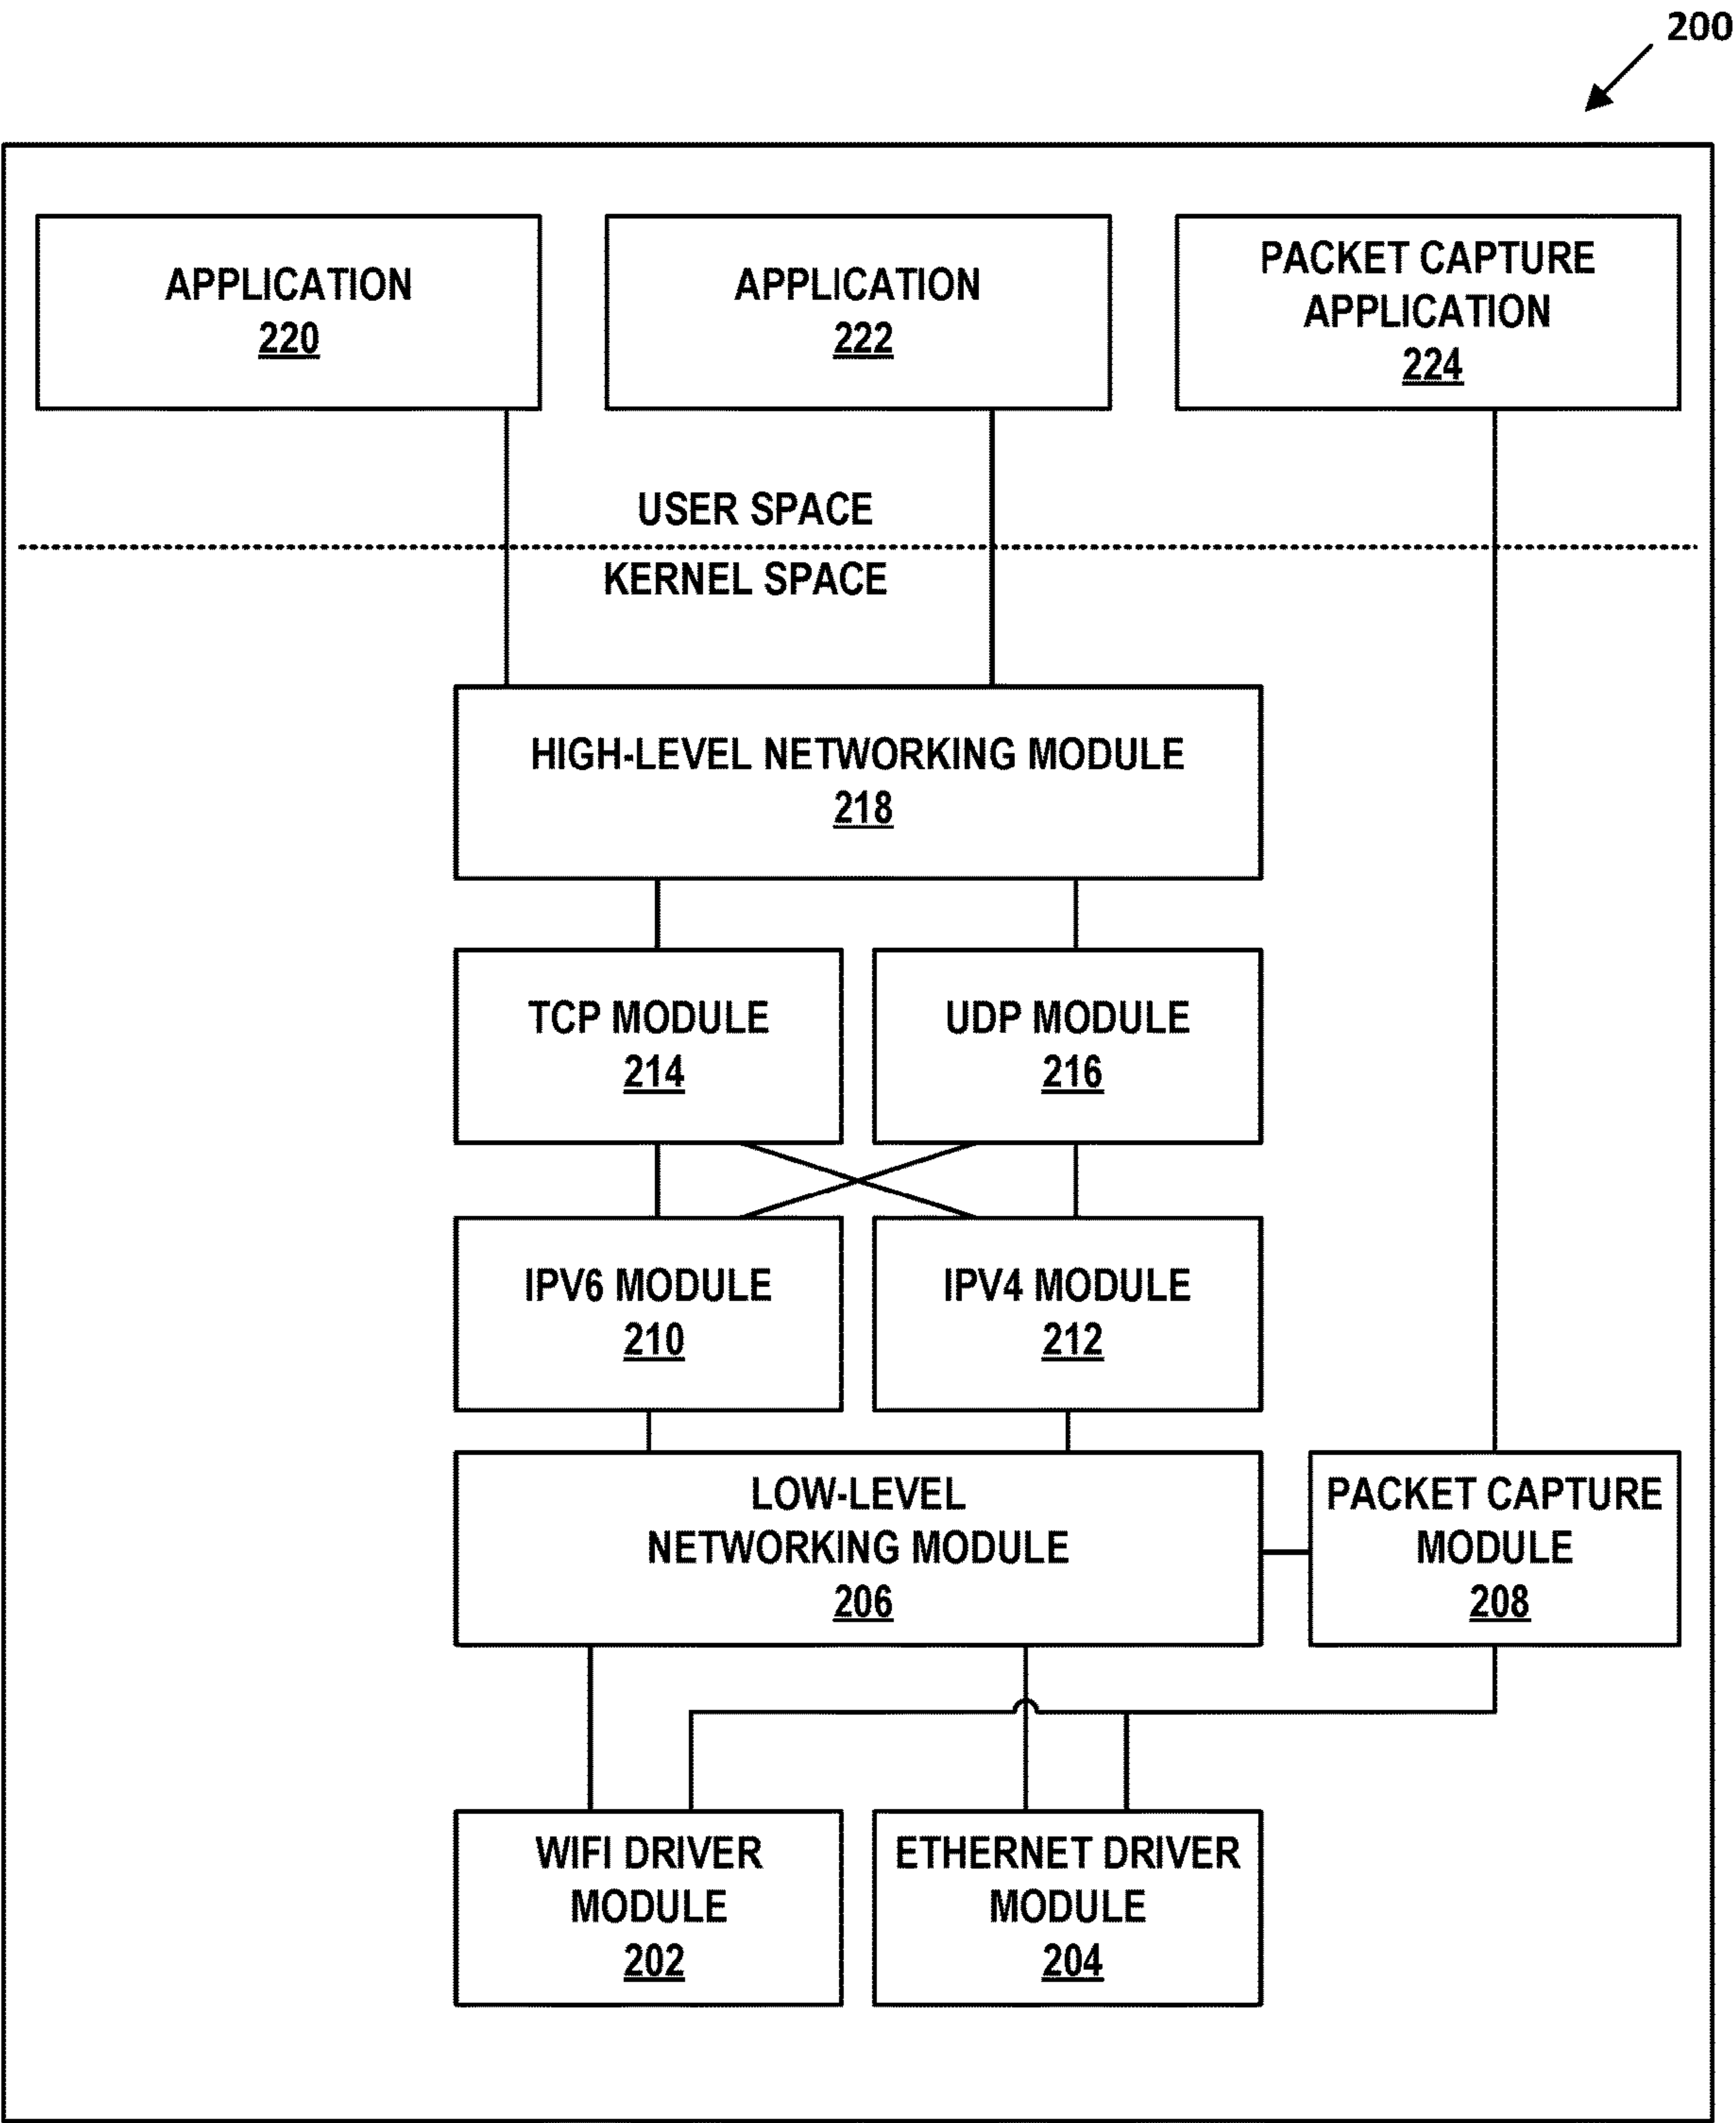 200
APPLICATION
220
APPLICATION
222
PACKET CAPTURE
APPLICATION
224
USER SPACE
KERNEL SPACE
HIGH-LEVEL NETWORKING MODULE
218
TCP MODULE
214
UDP MODULE
216
IPV6 MODULE
210
IPV4 MODULE
212
LOW-LEVEL
NETWORKING MODULE
206
PACKET CAPTURE
MODULE
208
WIFI DRIVER
MODULE
202
ETHERNET DRIVER
MODULE
204